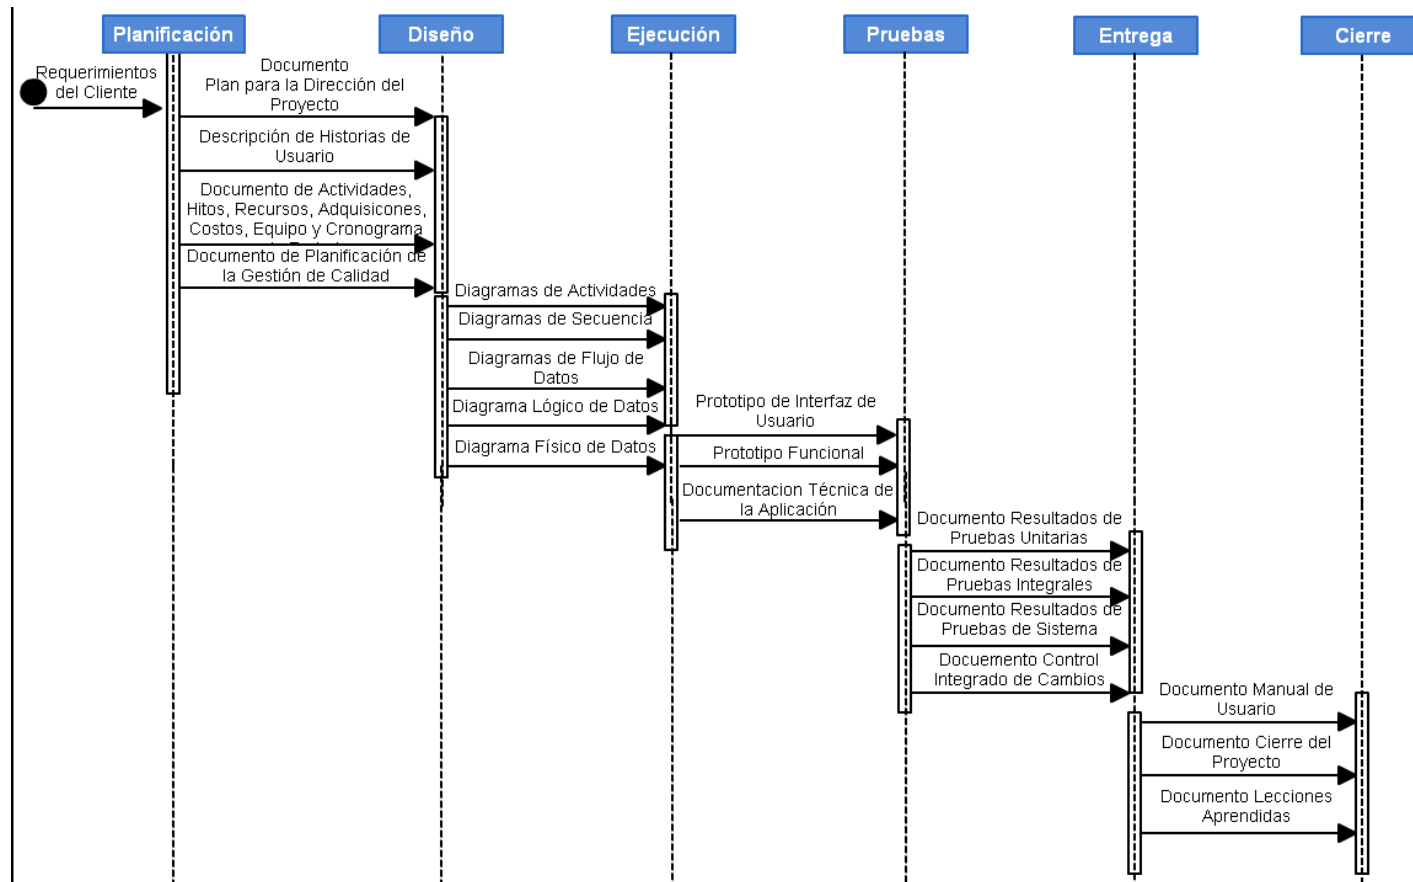 Planificación
Diseño
Ejecución
Pruebas
Entrega
Cierre
Requerimientos
del Cliente
Documento
Plan para la Dirección del
Proyecto
Descripción de Historias de
Usuario
Documento de Actividades,
Hitos, Recursos, Adquisicones,
Costos, Equipo y Cronograma
Documento de Planificación de
la Gestión de Calidad
Diagramas de Actividades
Diagramas de Secuencia
Diagramas de Flujo de
Datos
Diagrama Lógico de Datos
Diagrama Físico de Datos
Prototipo de Interfaz de
Usuario
Prototipo Funcional
Documentacion Técnica de
la Aplicación
Documento Resultados de
Pruebas Unitarias
Documento Resultados de
Pruebas Integrales
Documento Resultados de
Pruebas de Sistema
Docuemento Control
Integrado de Cambios
Documento Manual de
Usuario
Documento Cierre del
Proyecto
Documento Lecciones
Aprendidas